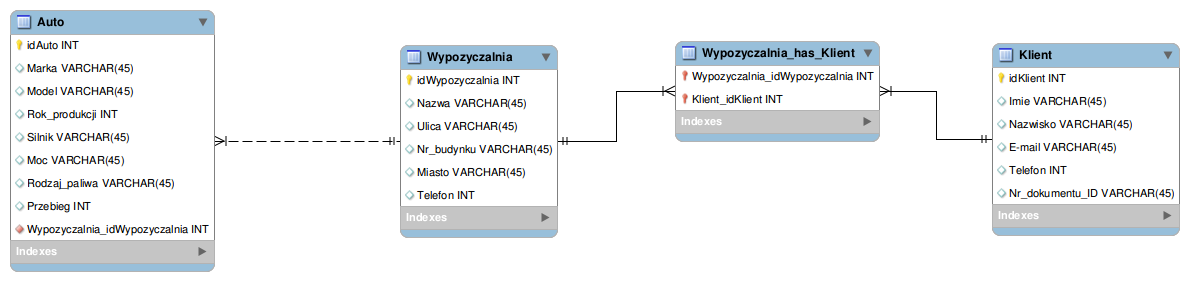 Auto
idAuto INT
Marka VARCHAR(45)
Model VARCHAR(45)
Rok_produkcji INT
Silnik VARCHAR(45)
Moc VARCHAR(45)
Rodzaj_paliwa VARCHAR(45)
Przebieg INT
Wypozyczalnia_idWypozyczalnia INT
Indexes
Wypozyczalnia
idWypozyczalnia INT
Nazwa VARCHAR(45)
Ulica VARCHAR(45)
Nr_budynku VARCHAR(45)
Miasto VARCHAR(45)
Telefon INT
Indexes
Wypozyczalnia_has_Klient
Wypozyczalnia_idWypozyczalnia INT
Klient_idKlient INT
Indexes
Klient
idKlient INT
Imie VARCHAR(45)
Nazwisko VARCHAR(45)
E-mail VARCHAR(45)
Telefon INT
Nr_dokumentu_ID VARCHAR(45)
Indexes